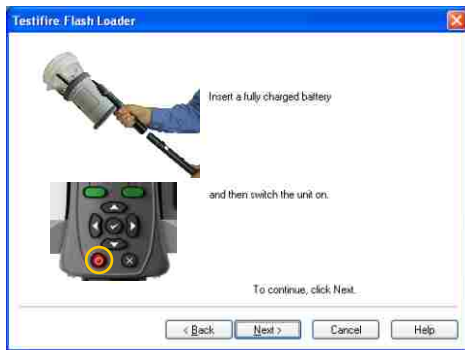 Testifire Flash Loader
Insert a fully charged battery
and then switch the unit on.
To continue, click Next.
< Back
Next >
Cancel
Help